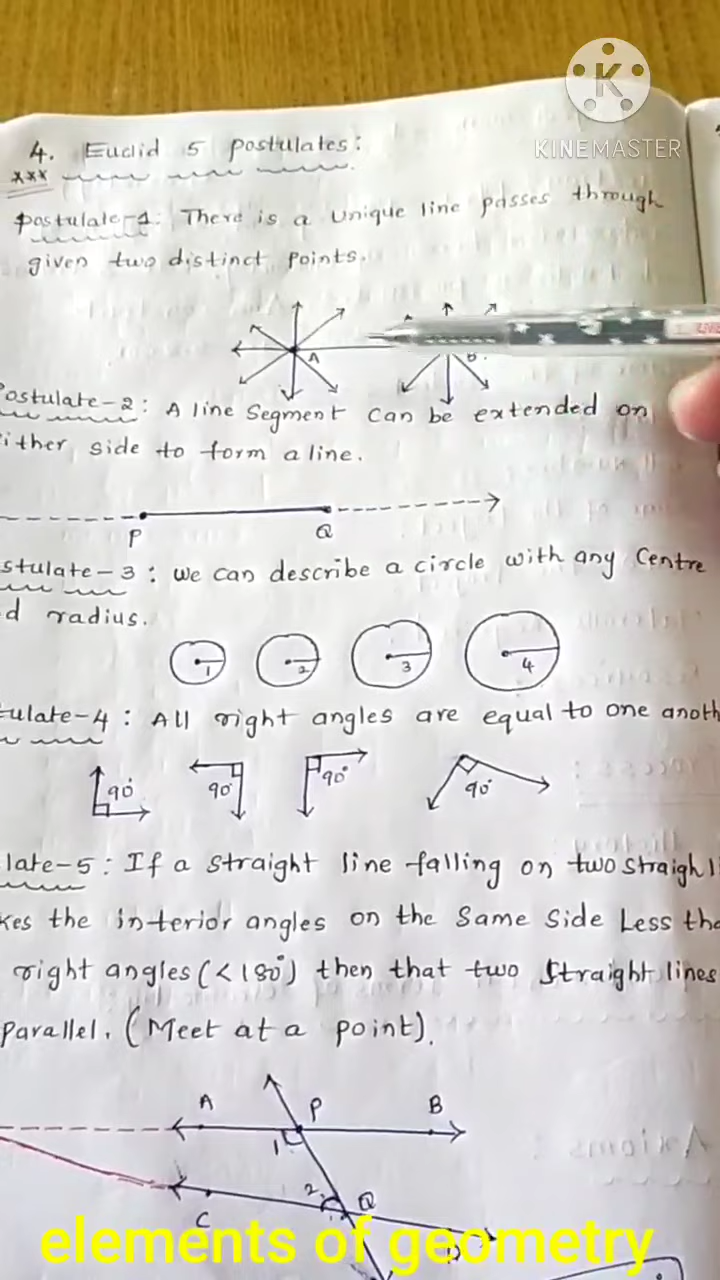 K
KINEMASTER
4. Euclid 5 postulates:
***
postulate-1: There is a unique line passes through
given two distinct points.
A B.
ostulate-2: A line segment can be extended on
ither side to form a line.
P Q
stulate-3: we can describe a circle with any Centre
d radius.
1 2 3 4
ulate-4: All right angles are equal to one anoth
90° 90° 90° 90°
late-5: If a straight line falling on two straigh
kes the interior angles on the same side Less tha
right angles (<180°) then that two straight lines
parallel. (Meet at a point).
A P B
1
2 Q
C D
Axioms
elements of geometry